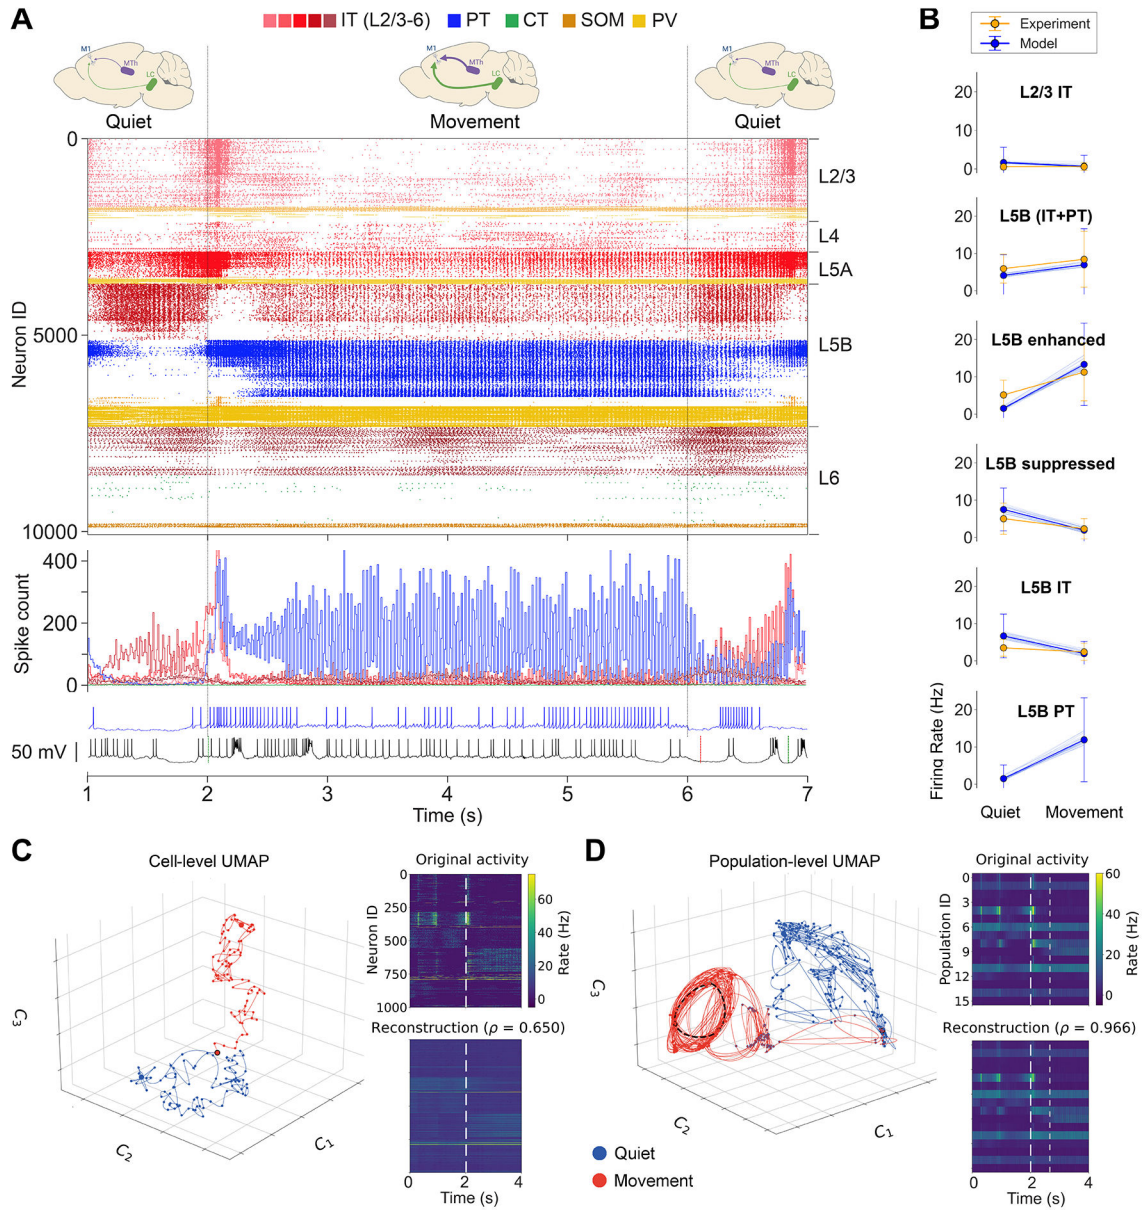 A
IT (L2/3-6) PT CT SOM PV
M1 MTh LC
M1 MTh LC
M1 MTh LC
Quiet Movement Quiet
0
5000
10000
Neuron ID
L2/3
L4
L5A
L5B
L6
400
200
0
Spike count
50 mV
1 2 3 4 5 6 7
Time (s)
B
Experiment
Model
L2/3 IT
20
10
0
L5B (IT+PT)
20
10
0
L5B enhanced
20
10
0
L5B suppressed
20
10
0
L5B IT
20
10
0
L5B PT
20
10
0
Firing Rate (Hz)
Quiet Movement
C
Cell-level UMAP
C3
C2
C1
Original activity
0
250
500
750
1000
Neuron ID
60
40
20
0
Rate (Hz)
Reconstruction (ρ = 0.650)
0 2 4
Time (s)
D
Population-level UMAP
C3
C2
C1
Quiet
Movement
Original activity
0
3
6
9
12
15
Population ID
60
40
20
0
Rate (Hz)
Reconstruction (ρ = 0.966)
0 2 4
Time (s)